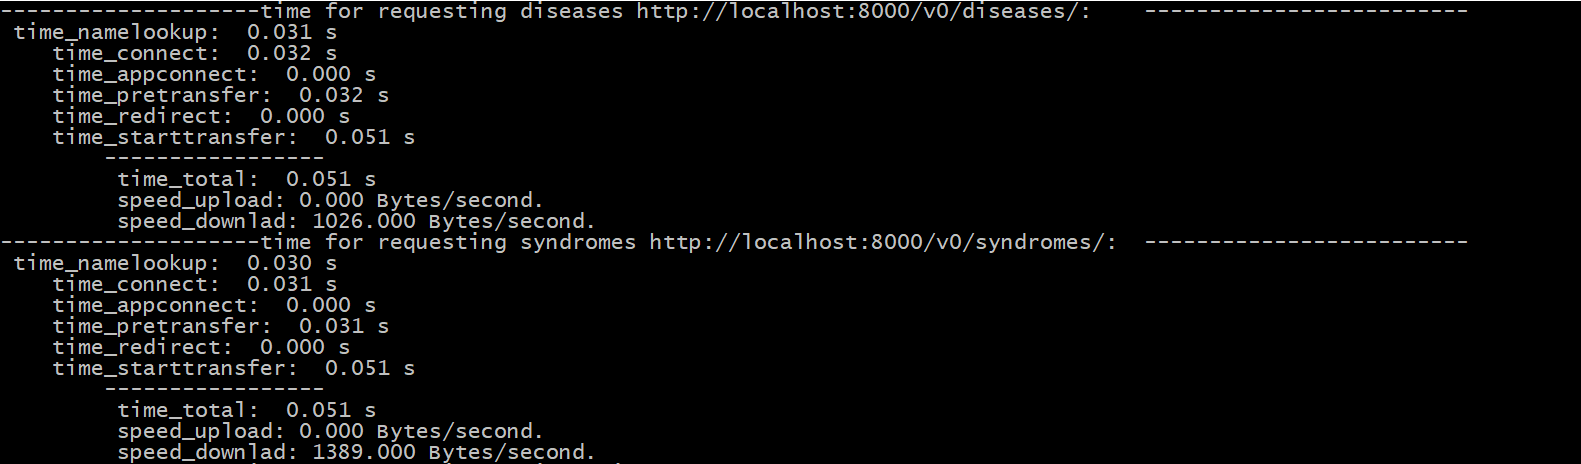 --------------------time for requesting diseases http://localhost:8000/v0/diseases/:    -------------------------
 time_namelookup:  0.031 s
    time_connect:  0.032 s
    time_appconnect:  0.000 s
    time_pretransfer:  0.032 s
    time_redirect:  0.000 s
    time_starttransfer:  0.051 s
        -----------------
         time_total:  0.051 s
         speed_upload: 0.000 Bytes/second.
         speed_downlad: 1026.000 Bytes/second.
--------------------time for requesting syndromes http://localhost:8000/v0/syndromes/:  -------------------------
 time_namelookup:  0.030 s
    time_connect:  0.031 s
    time_appconnect:  0.000 s
    time_pretransfer:  0.031 s
    time_redirect:  0.000 s
    time_starttransfer:  0.051 s
        -----------------
         time_total:  0.051 s
         speed_upload: 0.000 Bytes/second.
         speed_downlad: 1389.000 Bytes/second.